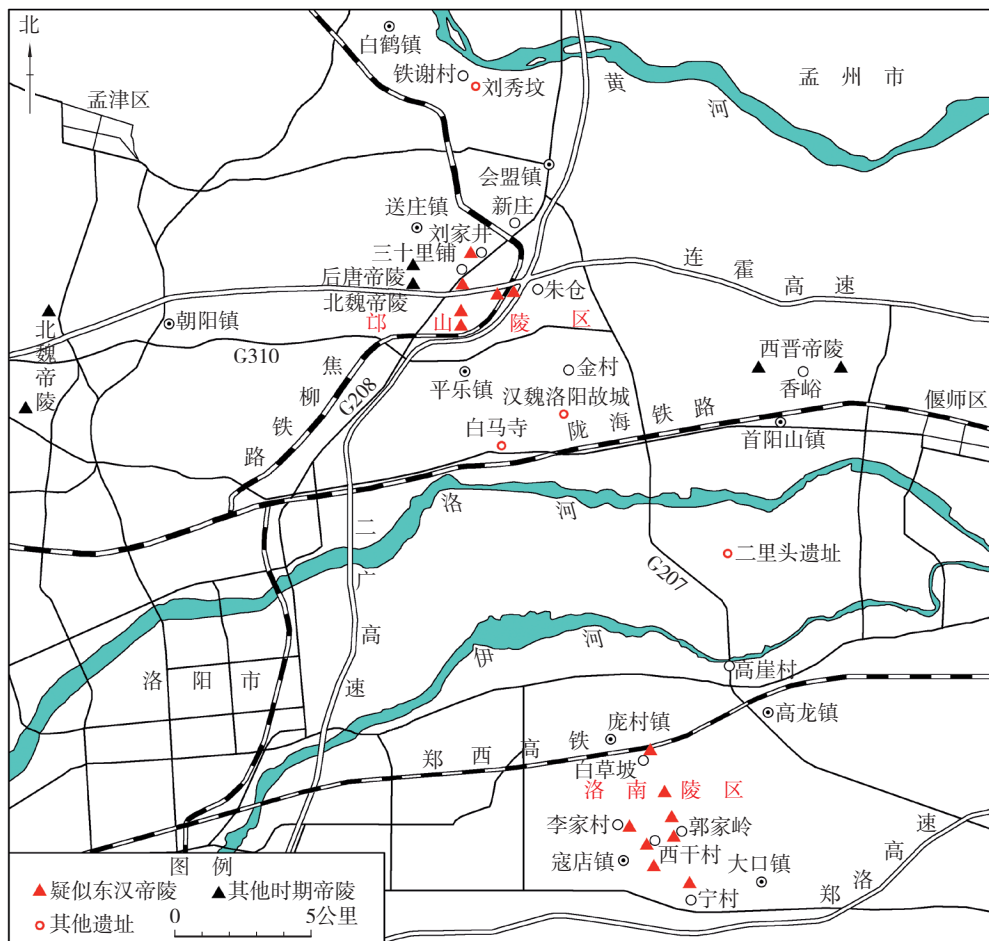 北
白鹤镇
铁谢村
刘秀坟
黄河
孟州市
孟津区
会盟镇
送庄镇
新庄
刘家井
三十里铺
后唐帝陵
北魏帝陵
连霍高速
朱仓
邙山陵区
朝阳镇
北魏帝陵
G310
焦柳铁路
G208
平乐镇
金村
西晋帝陵
香峪
汉魏洛阳故城
白马寺
陇海铁路
偃师区
首阳山镇
洛河
二广高速
二里头遗址
G207
伊河
洛阳市
高崖村
高龙镇
庞村镇
郑西高铁
白草坡
洛南陵区
李家村
郭家岭
西干村
寇店镇
大口镇
宁村
郑洛高速
图例
疑似东汉帝陵
其他时期帝陵
其他遗址
0 5公里